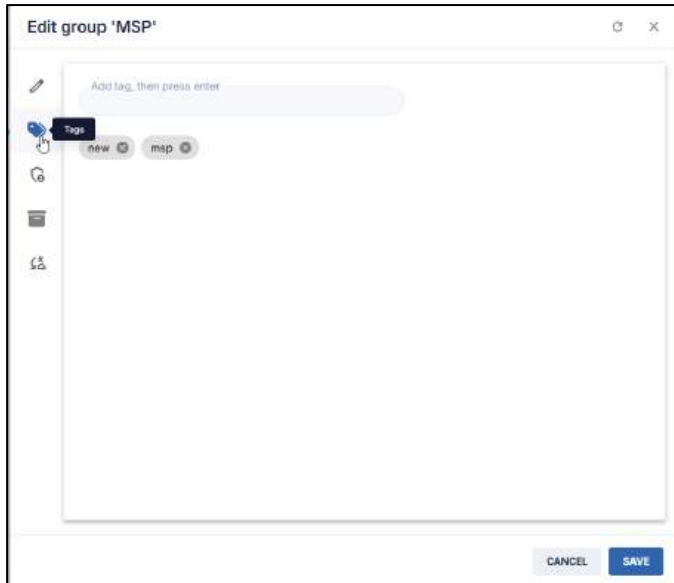 Edit group 'MSP'
Add tag, then press enter
Tags
new msp
CANCEL SAVE